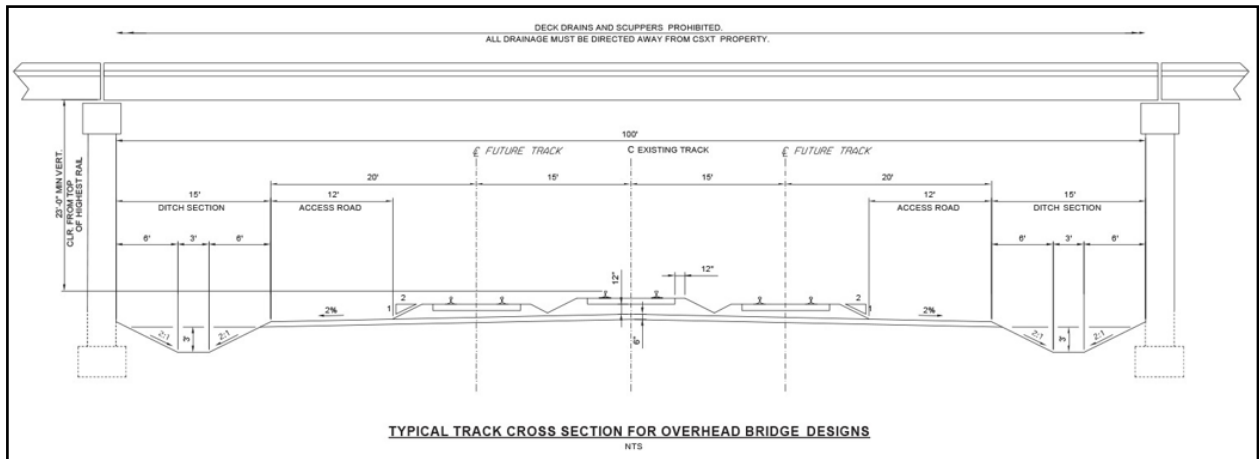 DECK DRAINS AND SCUPPERS PROHIBITED.
ALL DRAINAGE MUST BE DIRECTED AWAY FROM CSXT PROPERTY.
100'
℄ FUTURE TRACK
C EXISTING TRACK
℄ FUTURE TRACK
23'-0" MIN VERT.
CLR. FROM TOP
OF HIGHEST RAIL
20'
15'
15'
20'
15'
DITCH SECTION
12'
ACCESS ROAD
12'
ACCESS ROAD
15'
DITCH SECTION
6'
3'
6'
6'
3'
6'
12"
12"
2
1
2
1
2%
2%
6"
2:1
3'
2:1
2:1
3'
2:1
TYPICAL TRACK CROSS SECTION FOR OVERHEAD BRIDGE DESIGNS
NTS